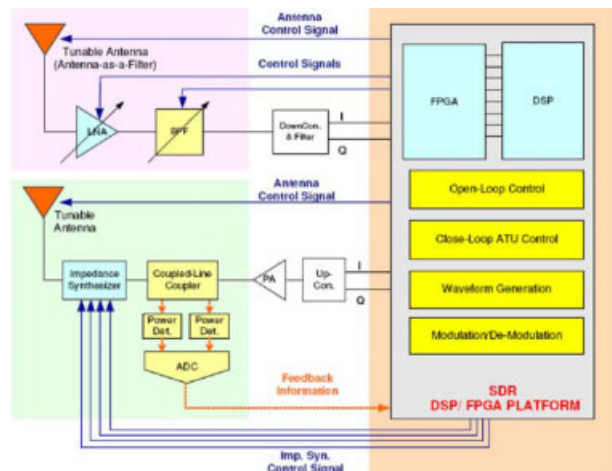 Antenna
Control Signal
Tunable Antenna
(Antenna-as-a-Filter)
Control Signals
LNA
BPF
DownCon.
& Filter
I
Q
FPGA
DSP
Antenna
Control Signal
Tunable
Antenna
Impedance
Synthesizer
Coupled-Line
Coupler
PA
Up-
Con.
I
Q
Power
Det.
Power
Det.
ADC
Feedback
Information
Imp. Syn.
Control Signal
Open-Loop Control
Close-Loop ATU Control
Waveform Generation
Modulation/De-Modulation
SDR
DSP/ FPGA PLATFORM